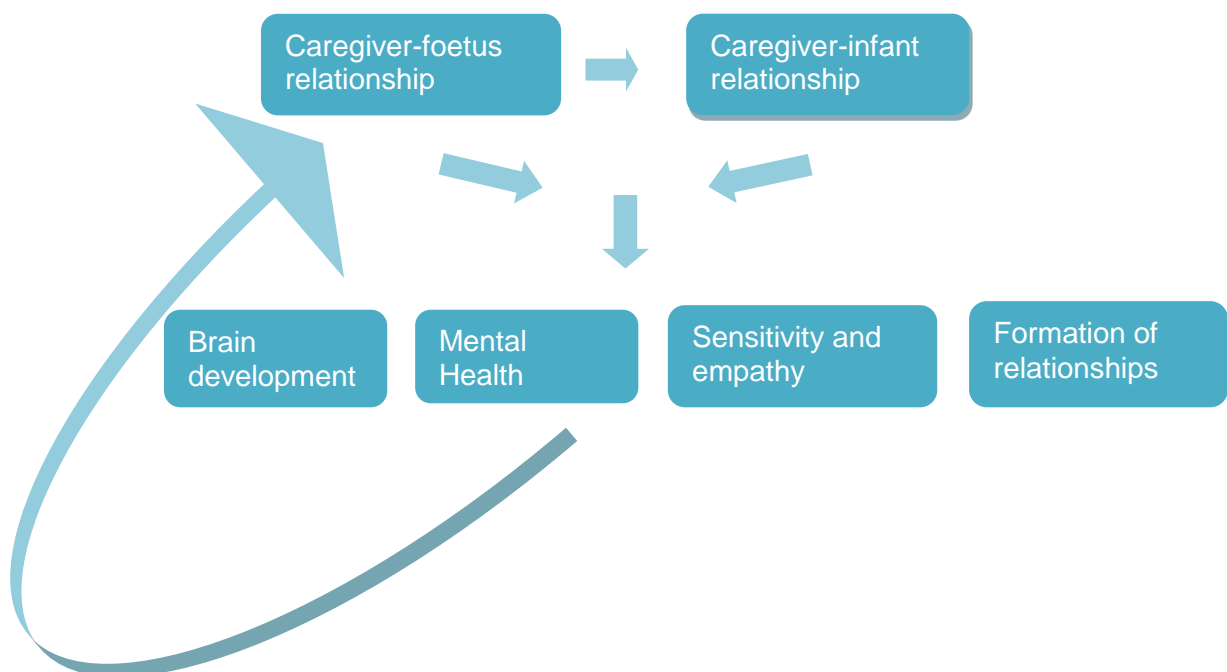 Caregiver-foetus
relationship
Caregiver-infant
relationship
Brain
development
Mental
Health
Sensitivity and
empathy
Formation of
relationships